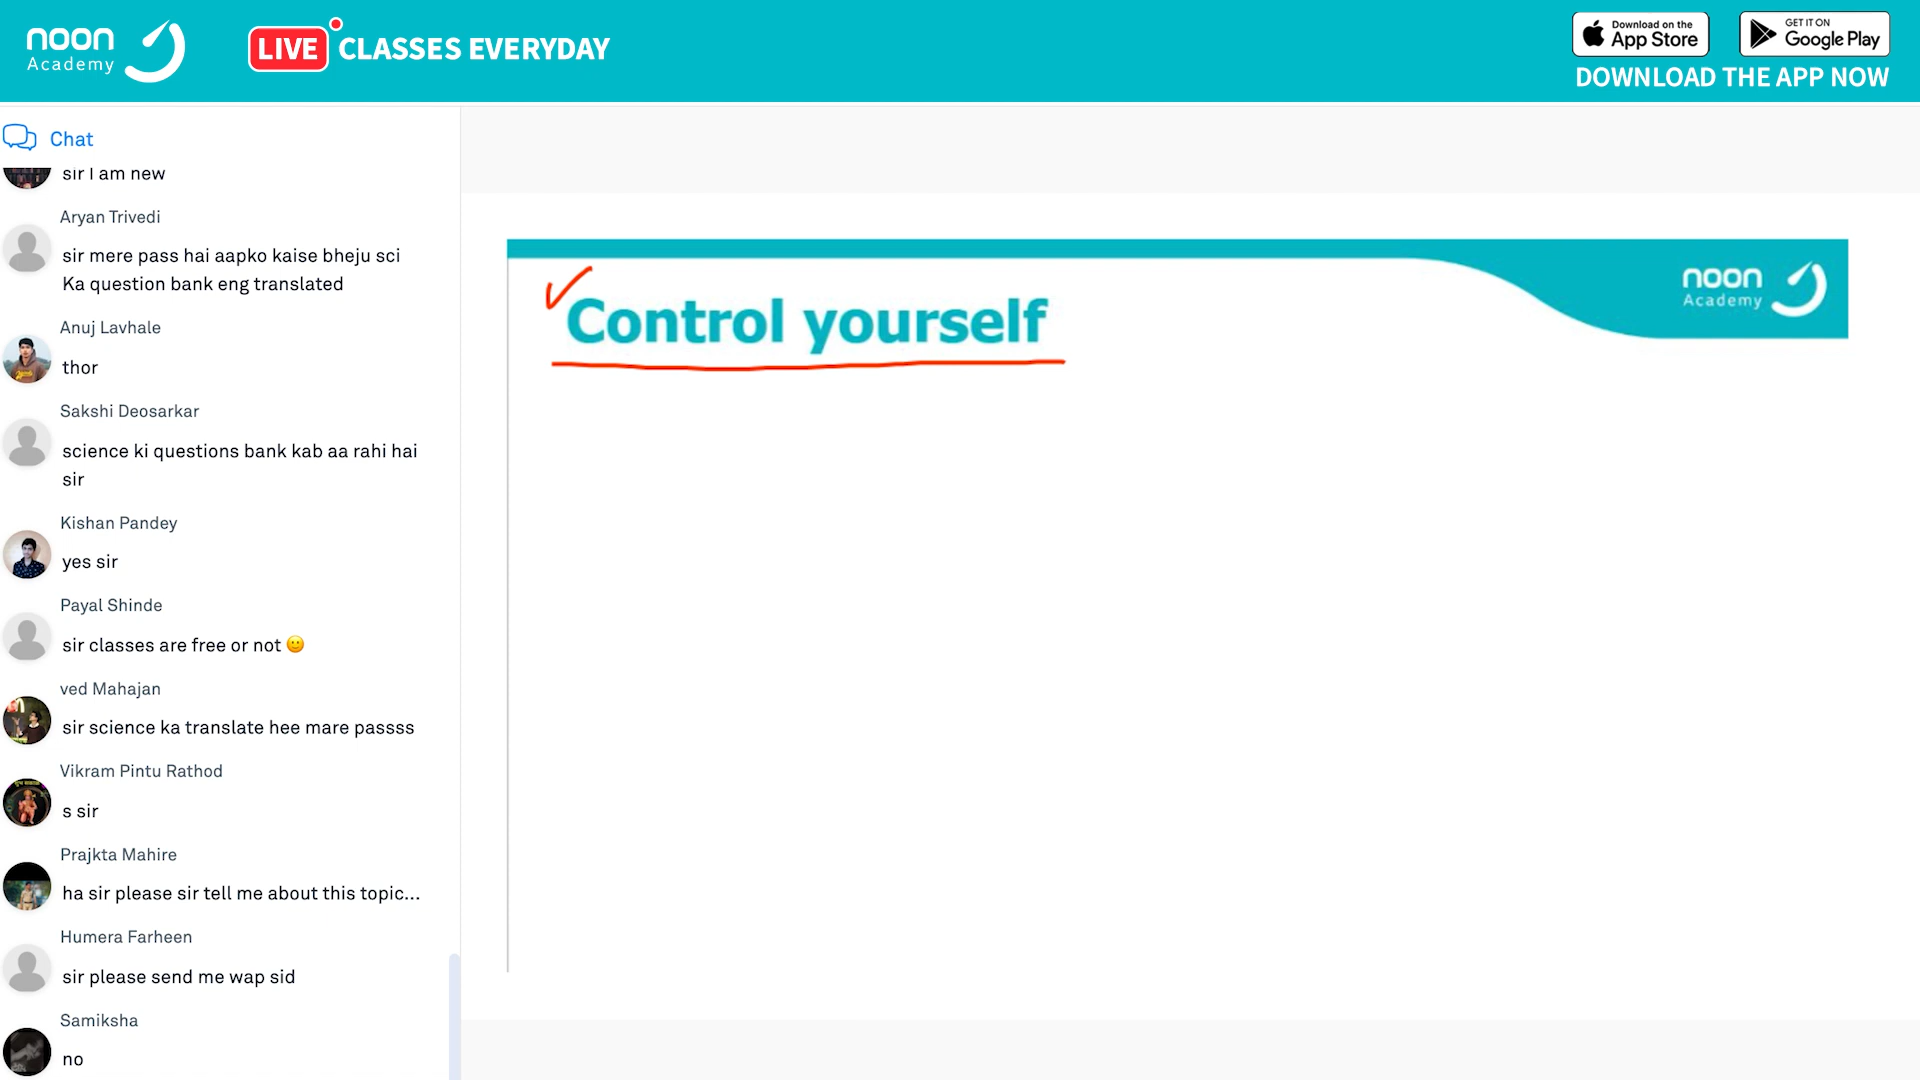 noon
Academy
LIVE CLASSES EVERYDAY
Download on the
App Store
GET IT ON
Google Play
DOWNLOAD THE APP NOW
Chat
sir I am new
Aryan Trivedi
sir mere pass hai aapko kaise bheju sci
Ka question bank eng translated
Anuj Lavhale
thor
Sakshi Deosarkar
science ki questions bank kab aa rahi hai
sir
Kishan Pandey
yes sir
Payal Shinde
sir classes are free or not 🙂
ved Mahajan
sir science ka translate hee mare passss
Vikram Pintu Rathod
s sir
Prajkta Mahire
ha sir please sir tell me about this topic...
Humera Farheen
sir please send me wap sid
Samiksha
no
Control yourself
noon
Academy